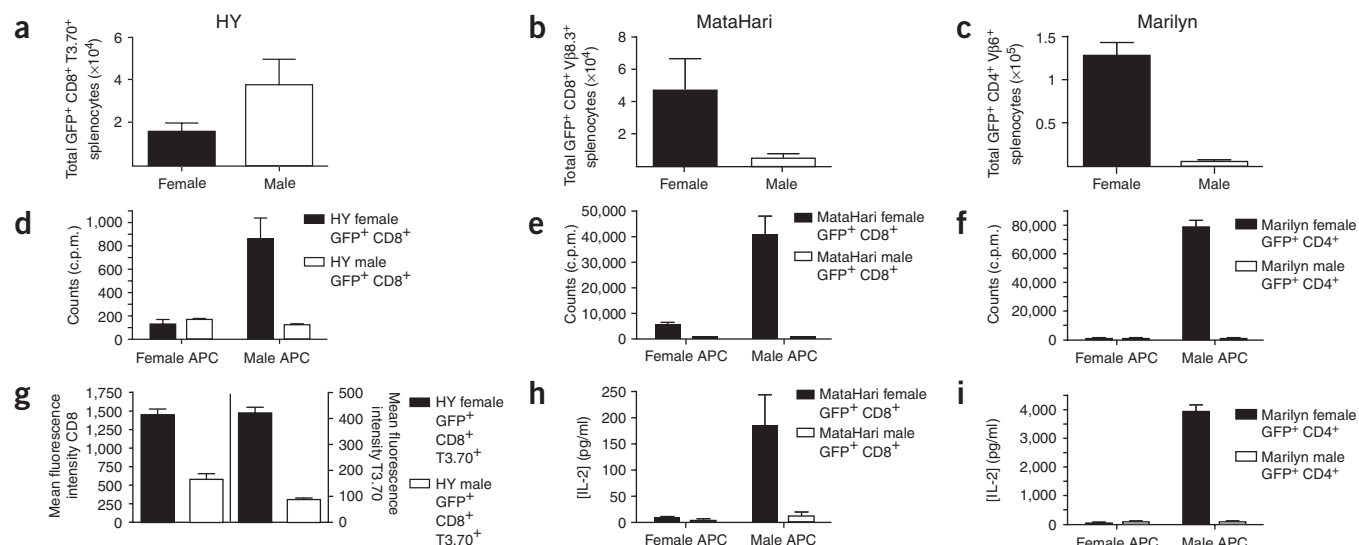 a
HY
Total GFP⁺ CD8⁺ T3.70⁺
splenocytes (×10⁴)
6
4
2
Female
Male
b
MataHari
Total GFP⁺ CD8⁺ Vβ8.3⁺
splenocytes (×10⁴)
8
6
4
2
0
Female
Male
c
Marilyn
Total GFP⁺ CD4⁺ Vβ6⁺
splenocytes (×10⁵)
1.5
1
0.5
Female
Male
d
Counts (c.p.m.)
1,000
800
600
400
200
0
Female APC
Male APC
HY female
GFP⁺ CD8⁺
HY male
GFP⁺ CD8⁺
e
Counts (c.p.m.)
50,000
40,000
30,000
20,000
10,000
0
Female APC
Male APC
MataHari female
GFP⁺ CD8⁺
MataHari male
GFP⁺ CD8⁺
f
Counts (c.p.m.)
80,000
60,000
40,000
20,000
0
Female APC
Male APC
Marilyn female
GFP⁺ CD4⁺
Marilyn male
GFP⁺ CD4⁺
g
Mean fluorescence
intensity CD8
1,750
1,500
1,250
1,000
750
500
250
0
500
400
300
200
100
0
Mean fluorescence
intensity T3.70
HY female
GFP⁺
CD8⁺
T3.70⁺
HY male
GFP⁺
CD8⁺
T3.70⁺
h
[IL-2] (pg/ml)
250
200
150
100
50
0
Female APC
Male APC
MataHari female
GFP⁺ CD8⁺
MataHari male
GFP⁺ CD8⁺
i
[IL-2] (pg/ml)
4,000
3,000
2,000
1,000
0
Female APC
Male APC
Marilyn female
GFP⁺ CD4⁺
Marilyn male
GFP⁺ CD4⁺